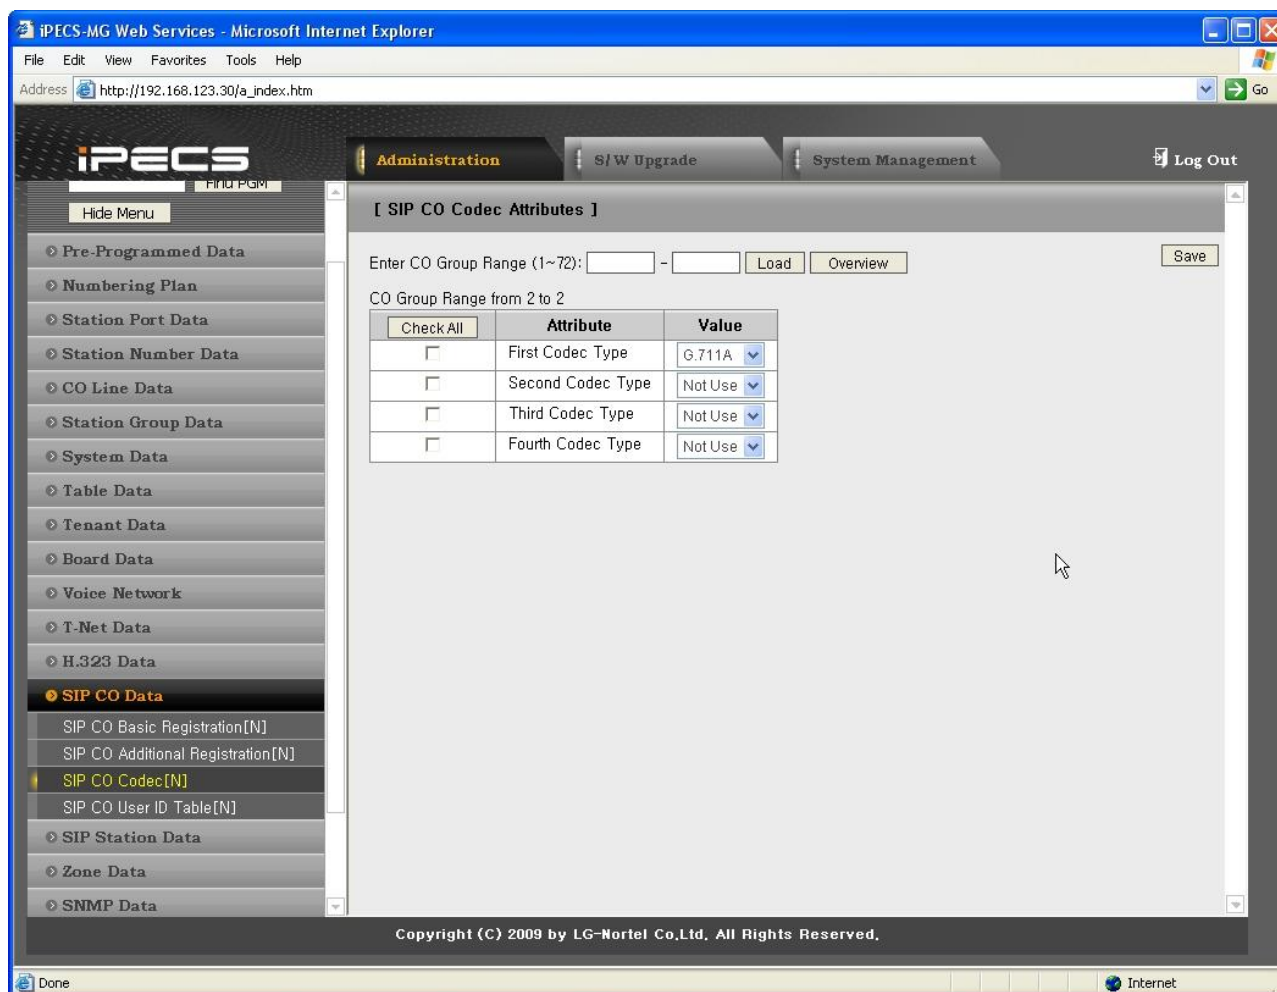 iPECS-MG Web Services - Microsoft Internet Explorer
File Edit View Favorites Tools Help
Address http://192.168.123.30/a_index.htm Go
iPECS Administration S/W Upgrade System Management Log Out
Find PGM
Hide Menu
Pre-Programmed Data
Numbering Plan
Station Port Data
Station Number Data
CO Line Data
Station Group Data
System Data
Table Data
Tenant Data
Board Data
Voice Network
T-Net Data
H.323 Data
SIP CO Data
SIP CO Basic Registration[N]
SIP CO Additional Registration[N]
SIP CO Codec[N]
SIP CO User ID Table[N]
SIP Station Data
Zone Data
SNMP Data
[ SIP CO Codec Attributes ]
Enter CO Group Range (1~72): - Load Overview Save
CO Group Range from 2 to 2
Check All Attribute Value
First Codec Type G.711A
Second Codec Type Not Use
Third Codec Type Not Use
Fourth Codec Type Not Use
Copyright (C) 2009 by LG-Nortel Co,Ltd, All Rights Reserved,
Done Internet